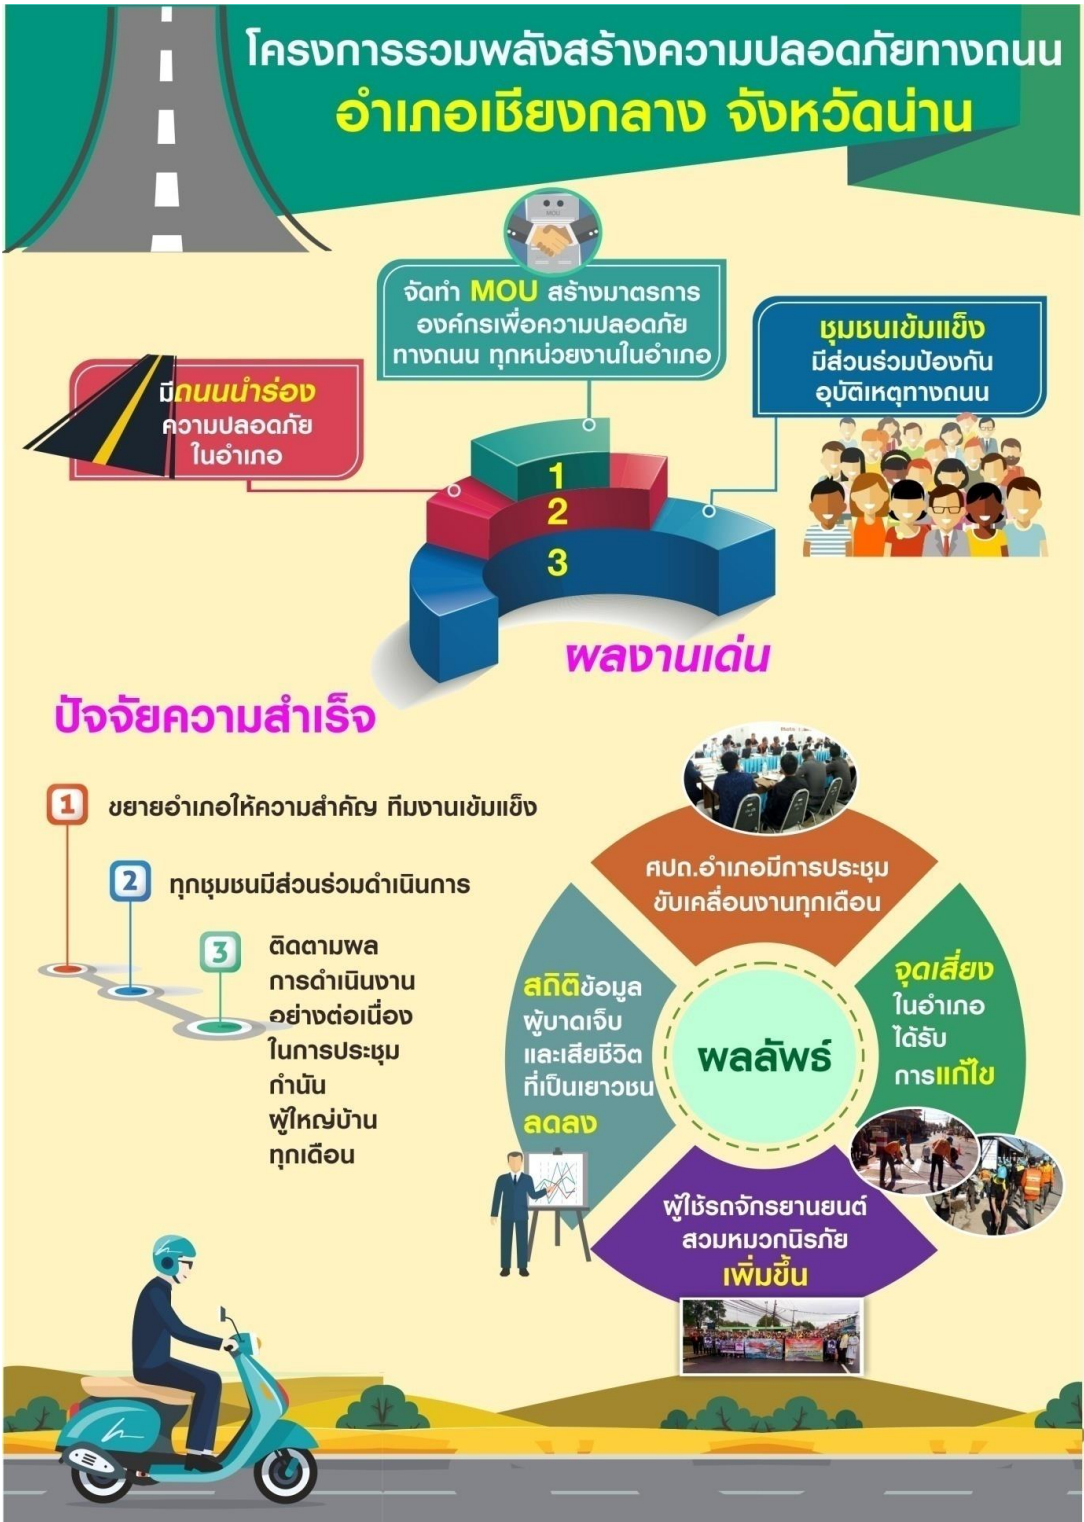 โครงการรวมพลังสร้างความปลอดภัยทางถนน
อำเภอเชียงกลาง จังหวัดน่าน
MOU
จัดทำ MOU สร้างมาตรการ
องค์กรเพื่อความปลอดภัย
ทางถนน ทุกหน่วยงานในอำเภอ
มีถนนนำร่อง
ความปลอดภัย
ในอำเภอ
ชุมชนเข้มแข็ง
มีส่วนร่วมป้องกัน
อุบัติเหตุทางถนน
1
2
3
ผลงานเด่น
ปัจจัยความสำเร็จ
1 ขยายอำเภอให้ความสำคัญ ทีมงานเข้มแข็ง
2 ทุกชุมชนมีส่วนร่วมดำเนินการ
3 ติดตามผล
การดำเนินงาน
อย่างต่อเนื่อง
ในการประชุม
กำนัน
ผู้ใหญ่บ้าน
ทุกเดือน
ศปถ.อำเภอมีการประชุม
ขับเคลื่อนงานทุกเดือน
สถิติข้อมูล
ผู้บาดเจ็บ
และเสียชีวิต
ที่เป็นเยาวชน
ลดลง
ผลลัพธ์
จุดเสี่ยง
ในอำเภอ
ได้รับ
การแก้ไข
ผู้ใช้รถจักรยานยนต์
สวมหมวกนิรภัย
เพิ่มขึ้น